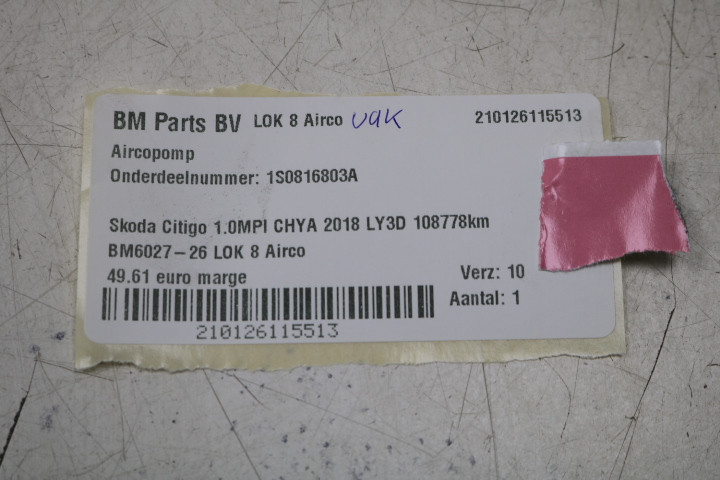 BM Parts BV LOK 8 Airco vak 210126115513
Aircopomp
Onderdeelnummer: 1S0816803A
Skoda Citigo 1.0MPI CHYA 2018 LY3D 108778km
BM6027-26 LOK 8 Airco
49.61 euro marge Verz: 10
Aantal: 1
210126115513